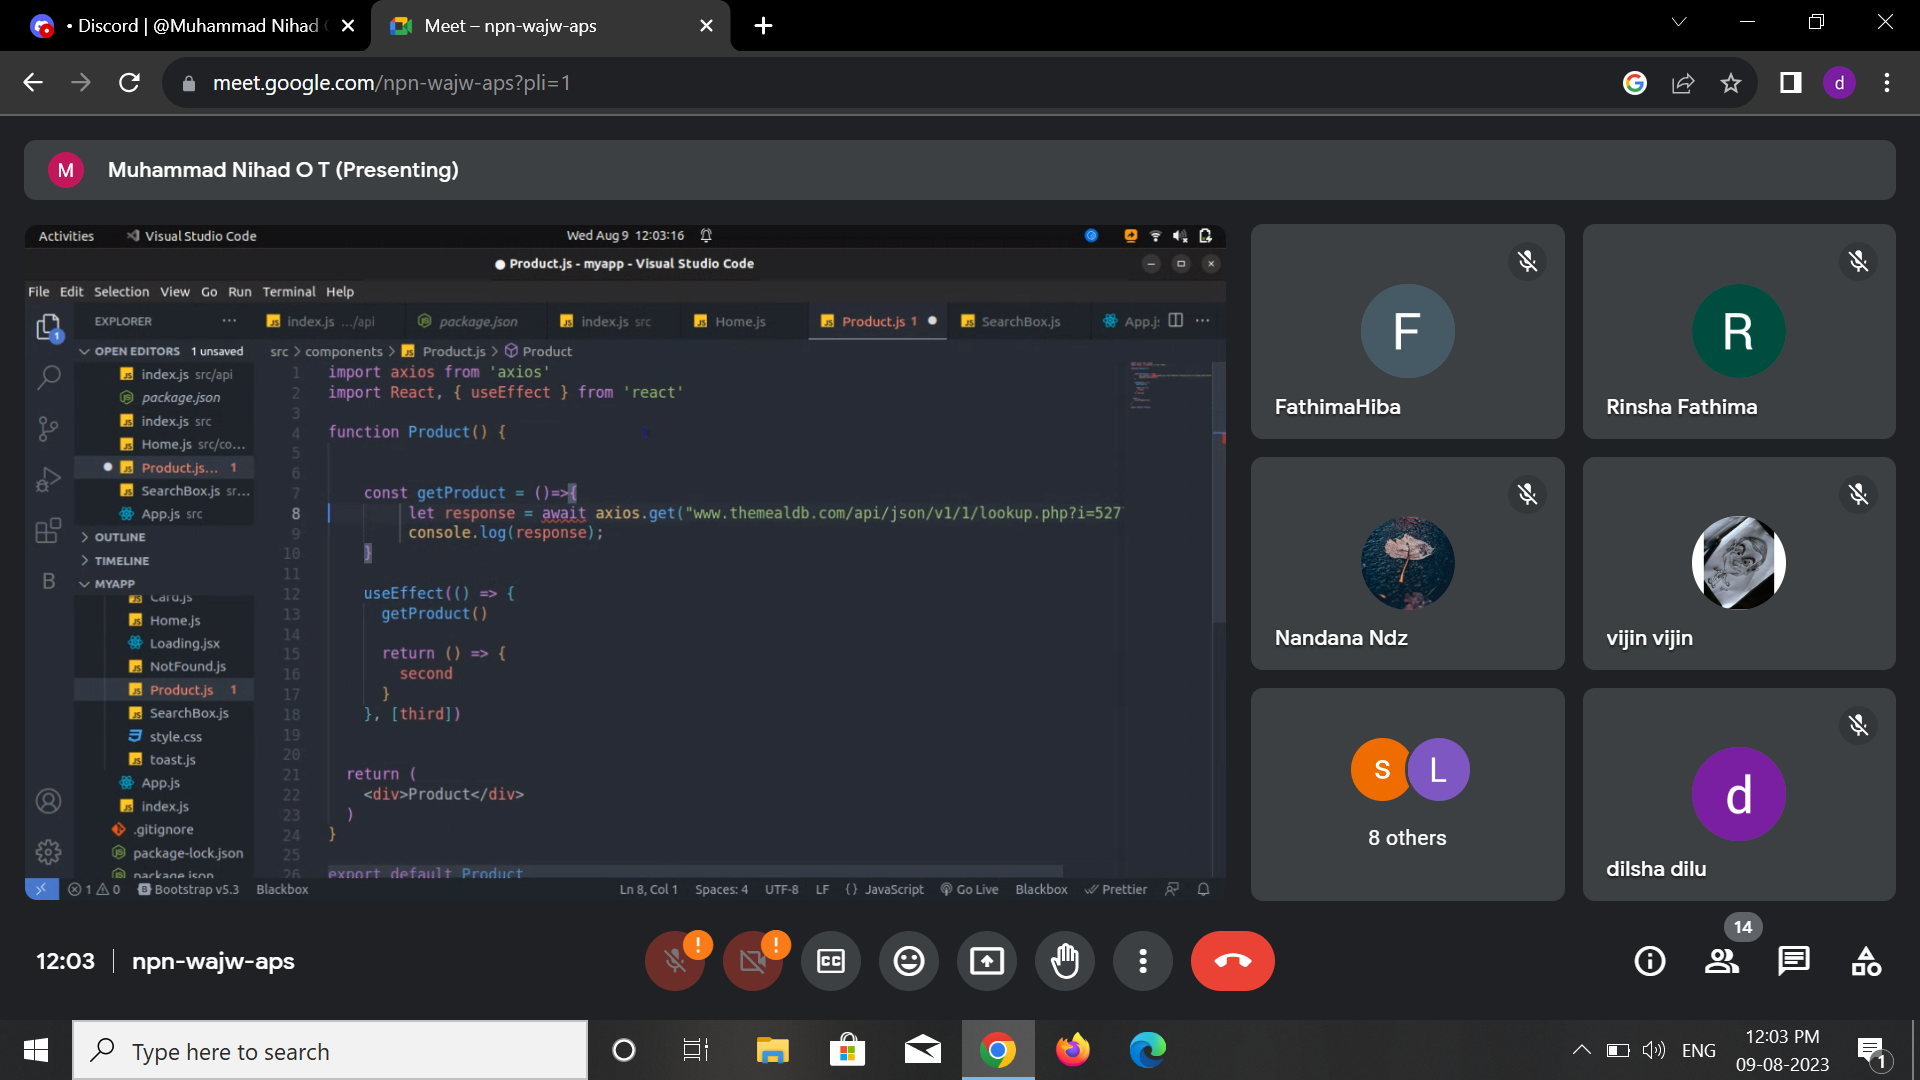 • Discord | @Muhammad Nihad
Meet – npn-wajw-aps
meet.google.com/npn-wajw-aps?pli=1
d
M
Muhammad Nihad O T (Presenting)
Activities
Visual Studio Code
Wed Aug 9 12:03:16
● Product.js - myapp - Visual Studio Code
File Edit Selection View Go Run Terminal Help
EXPLORER
index.js .../api
package.json
index.js src
Home.js
Product.js 1
SearchBox.js
App.js
OPEN EDITORS 1 unsaved
src > components > Product.js > Product
index.js src/api
package.json
index.js src
Home.js src/co...
Product.js... 1
SearchBox.js sr...
App.js src
OUTLINE
TIMELINE
MYAPP
Card.js
Home.js
Loading.jsx
NotFound.js
Product.js 1
SearchBox.js
style.css
toast.js
App.js
index.js
.gitignore
package-lock.json
package.json
1 import axios from 'axios'
2 import React, { useEffect } from 'react'
3
4 function Product() {
5
6
7 const getProduct = ()=>{
8 let response = await axios.get("www.themealdb.com/api/json/v1/1/lookup.php?i=527
9 console.log(response);
10 }
11
12 useEffect(() => {
13 getProduct()
14
15 return () => {
16 second
17 }
18 }, [third])
19
20
21 return (
22 <div>Product</div>
23 )
24 }
25
26 export default Product
1 0 Bootstrap v5.3 Blackbox
Ln 8, Col 1 Spaces: 4 UTF-8 LF {} JavaScript Go Live Blackbox Prettier
F
FathimaHiba
R
Rinsha Fathima
Nandana Ndz
vijin vijin
S L
8 others
d
dilsha dilu
12:03 | npn-wajw-aps
14
Type here to search
ENG
12:03 PM
09-08-2023
1